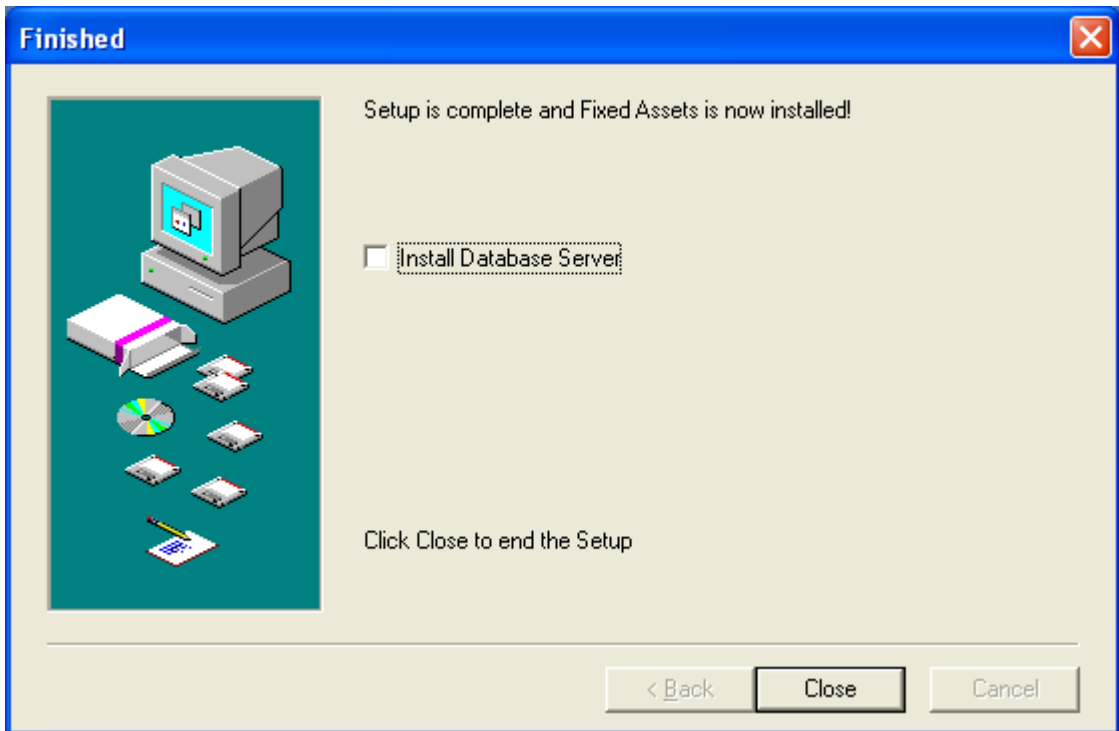 Finished
Setup is complete and Fixed Assets is now installed!
Install Database Server
Click Close to end the Setup
< Back
Close
Cancel